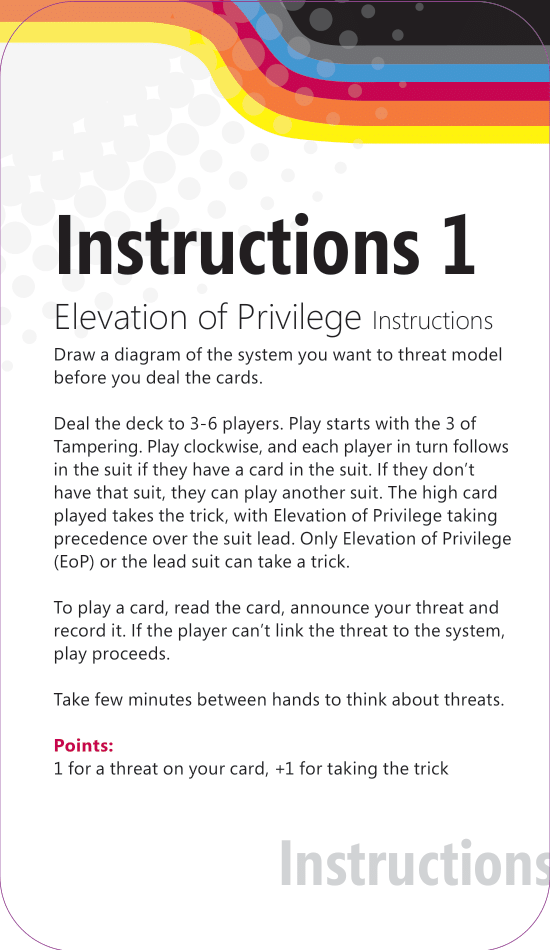 Instructions 1
Elevation of Privilege Instructions
Draw a diagram of the system you want to threat model
before you deal the cards.
Deal the deck to 3-6 players. Play starts with the 3 of
Tampering. Play clockwise, and each player in turn follows
in the suit if they have a card in the suit. If they don’t
have that suit, they can play another suit. The high card
played takes the trick, with Elevation of Privilege taking
precedence over the suit lead. Only Elevation of Privilege
(EoP) or the lead suit can take a trick.
To play a card, read the card, announce your threat and
record it. If the player can’t link the threat to the system,
play proceeds.
Take few minutes between hands to think about threats.
Points:
1 for a threat on your card, +1 for taking the trick
Instructions